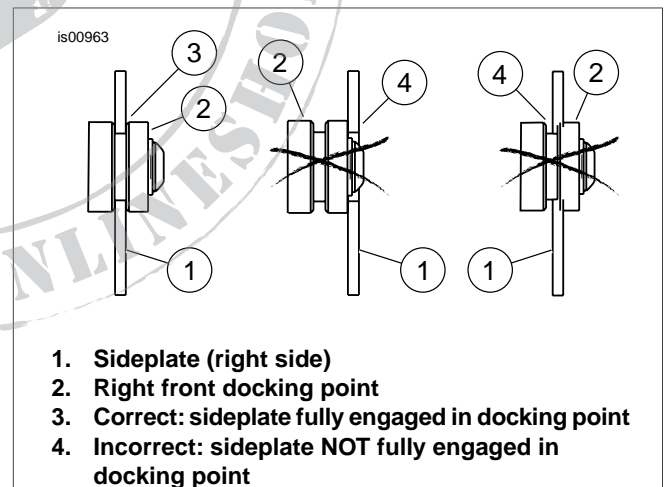 is00963
3
2
2
4
4
2
1
1
1
1. Sideplate (right side)
2. Right front docking point
3. Correct: sideplate fully engaged in docking point
4. Incorrect: sideplate NOT fully engaged in
docking point